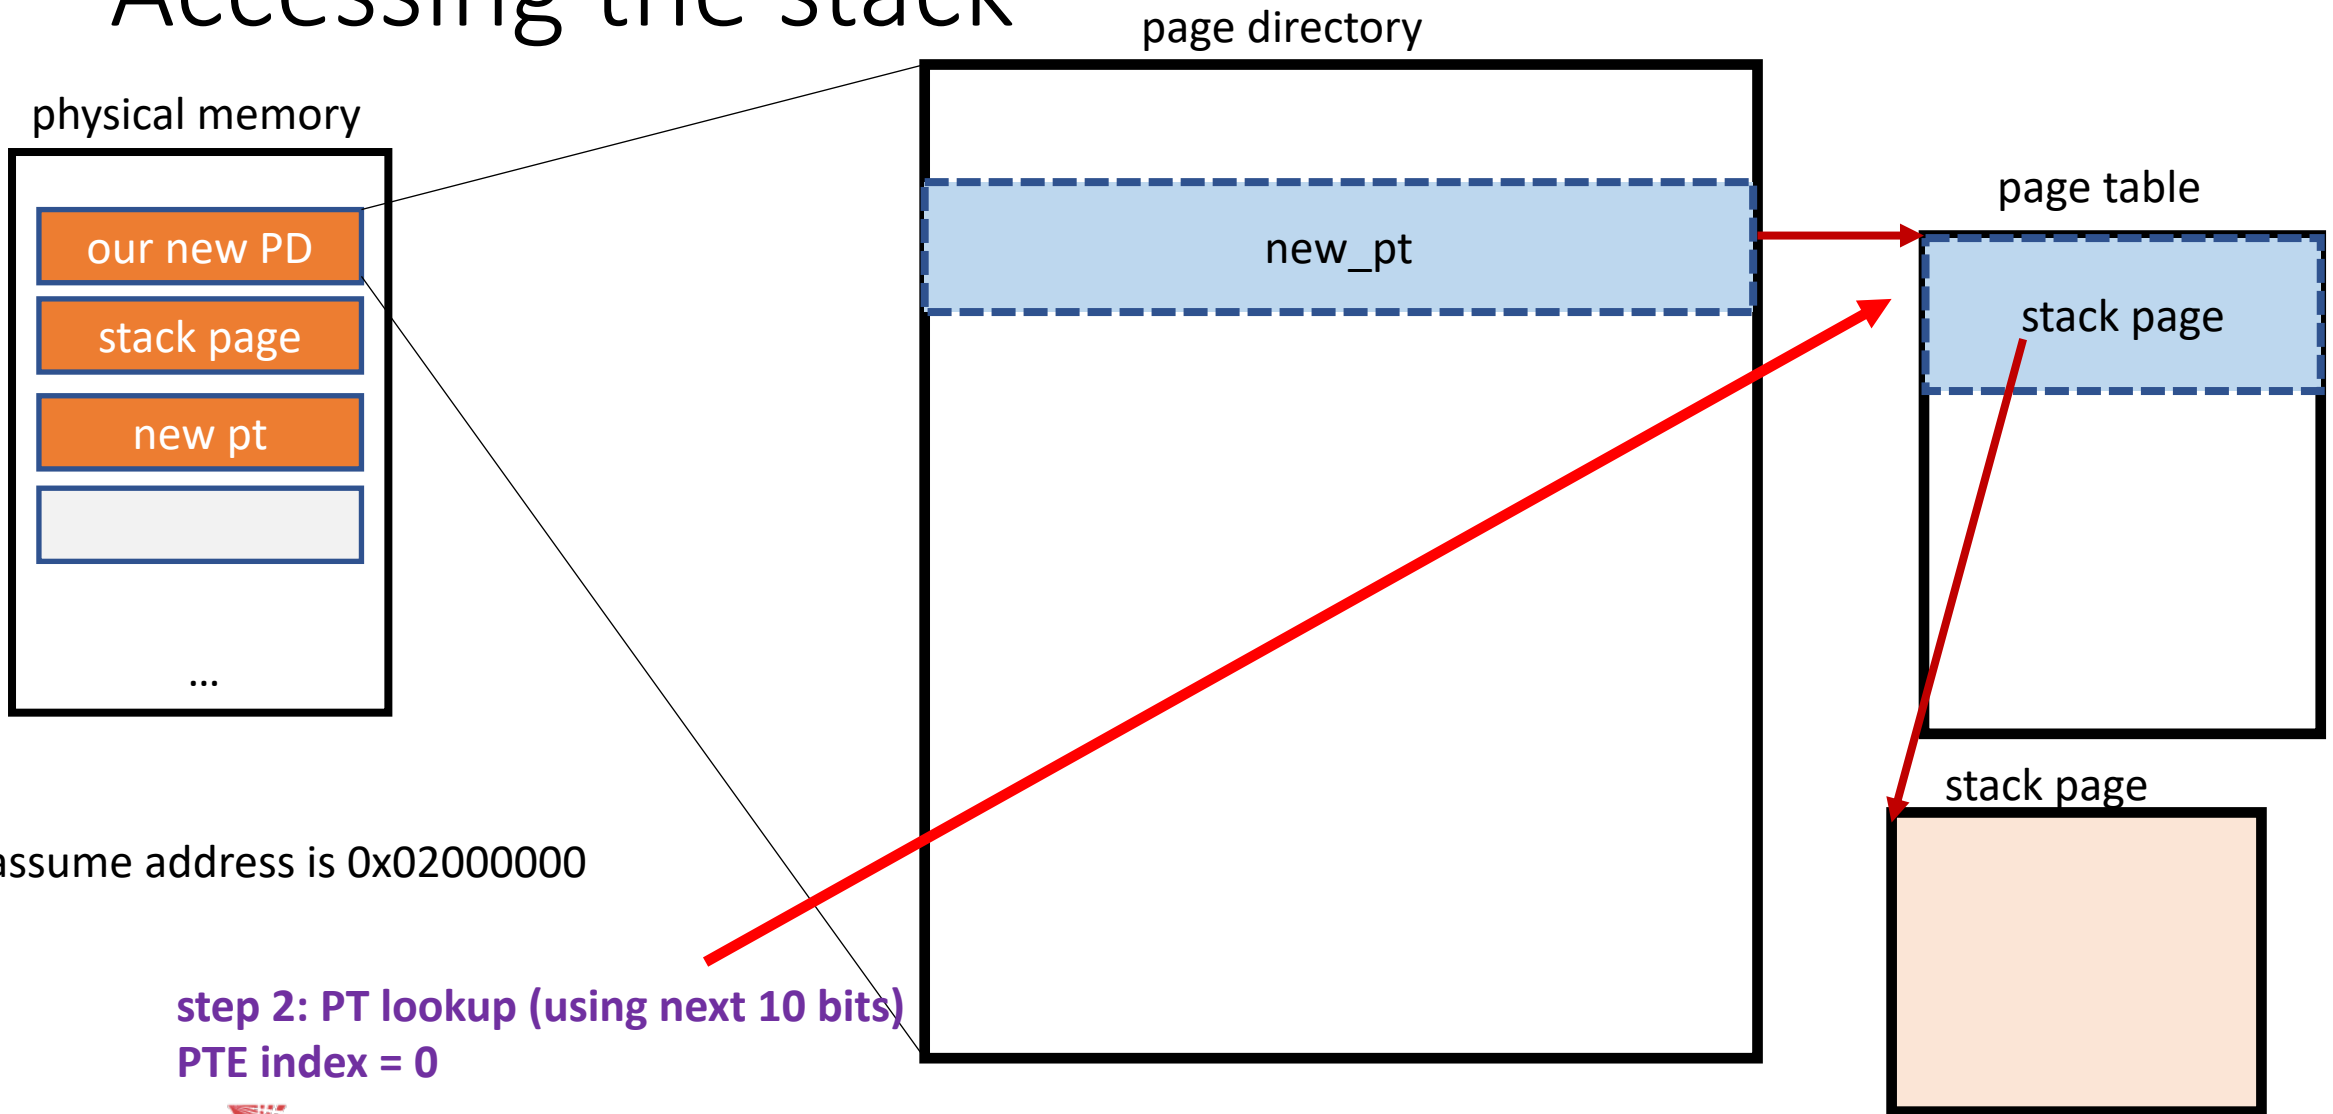 Accessing the stack
page directory
physical memory
page table
our new PD
new_pt
stack page
stack page
new pt
...
stack page
assume address is 0x02000000
step 2: PT lookup (using next 10 bits)
PTE index = 0